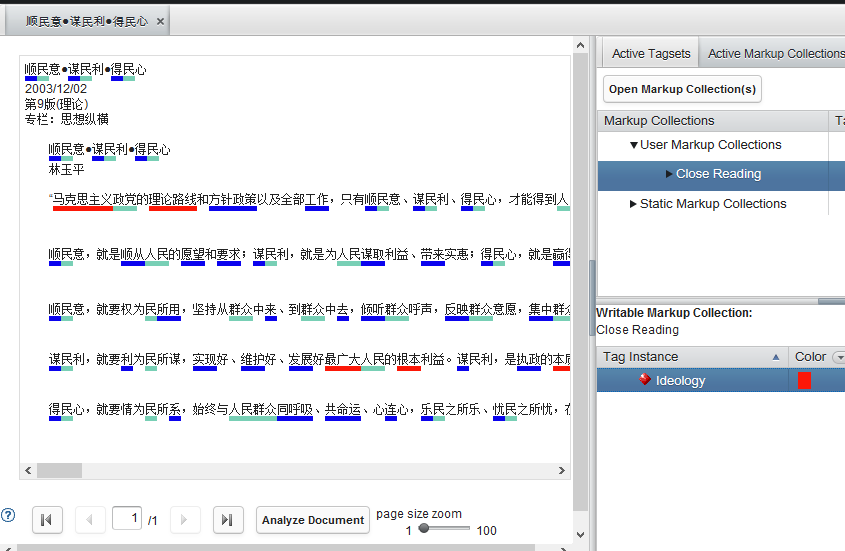 顺民意●谋民利●得民心 ×
顺民意●谋民利●得民心
2003/12/02
第9版(理论)
专栏：思想纵横
顺民意●谋民利●得民心
林玉平
“马克思主义政党的理论路线和方针政策以及全部工作，只有顺民意、谋民利、得民心，才能得到人
顺民意，就是顺从人民的愿望和要求；谋民利，就是为人民谋取利益、带来实惠；得民心，就是赢得
顺民意，就要权为民所用，坚持从群众中来、到群众中去，倾听群众呼声，反映群众意愿，集中群众
谋民利，就要利为民所谋，实现好、维护好、发展好最广大人民的根本利益。谋民利，是执政的本质
得民心，就要情为民所系，始终与人民群众同呼吸、共命运、心连心，乐民之所乐、忧民之所忧，在
1 /1
Analyze Document
page size zoom
1 100
Active Tagsets
Active Markup Collections
Open Markup Collection(s)
Markup Collections
User Markup Collections
Close Reading
Static Markup Collections
Writable Markup Collection:
Close Reading
Tag Instance Color
Ideology